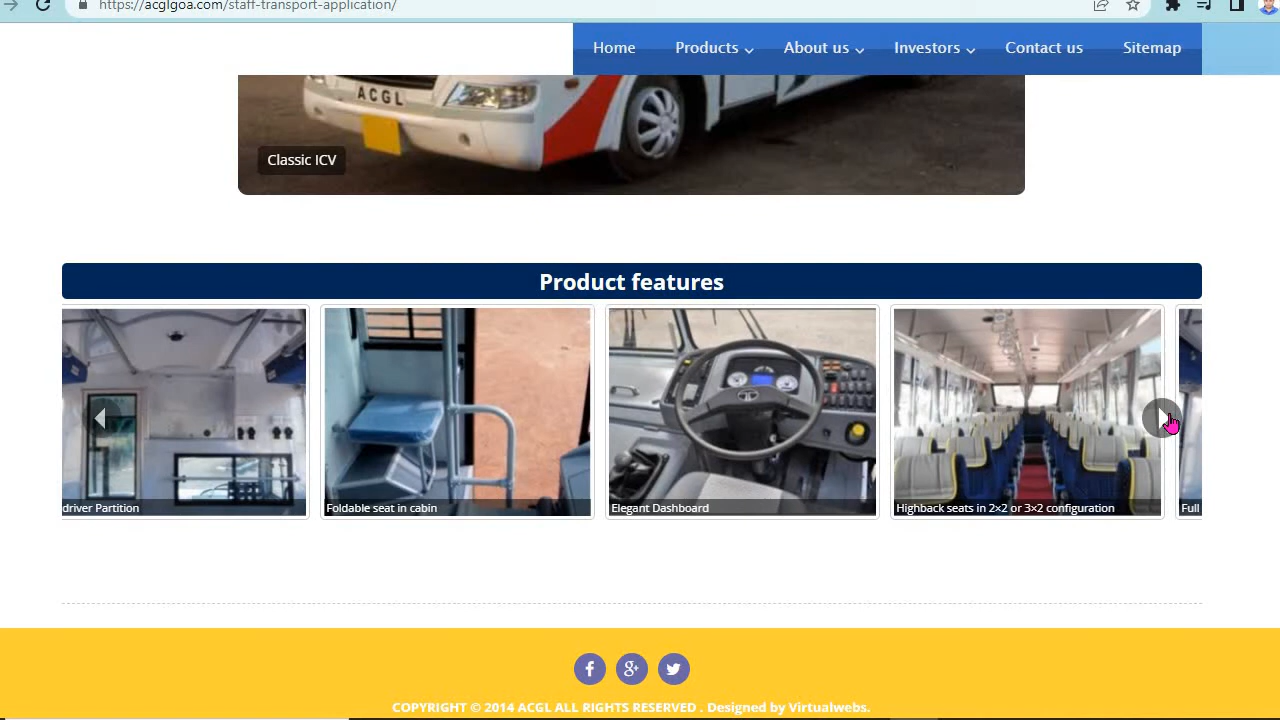 https://acglgoa.com/staff-transport-application/
Home Products About us Investors Contact us Sitemap
ACGL
Classic ICV
Product features
driver Partition
Foldable seat in cabin
Elegant Dashboard
Highback seats in 2×2 or 3×2 configuration
Full
COPYRIGHT © 2014 ACGL ALL RIGHTS RESERVED . Designed by Virtualwebs.